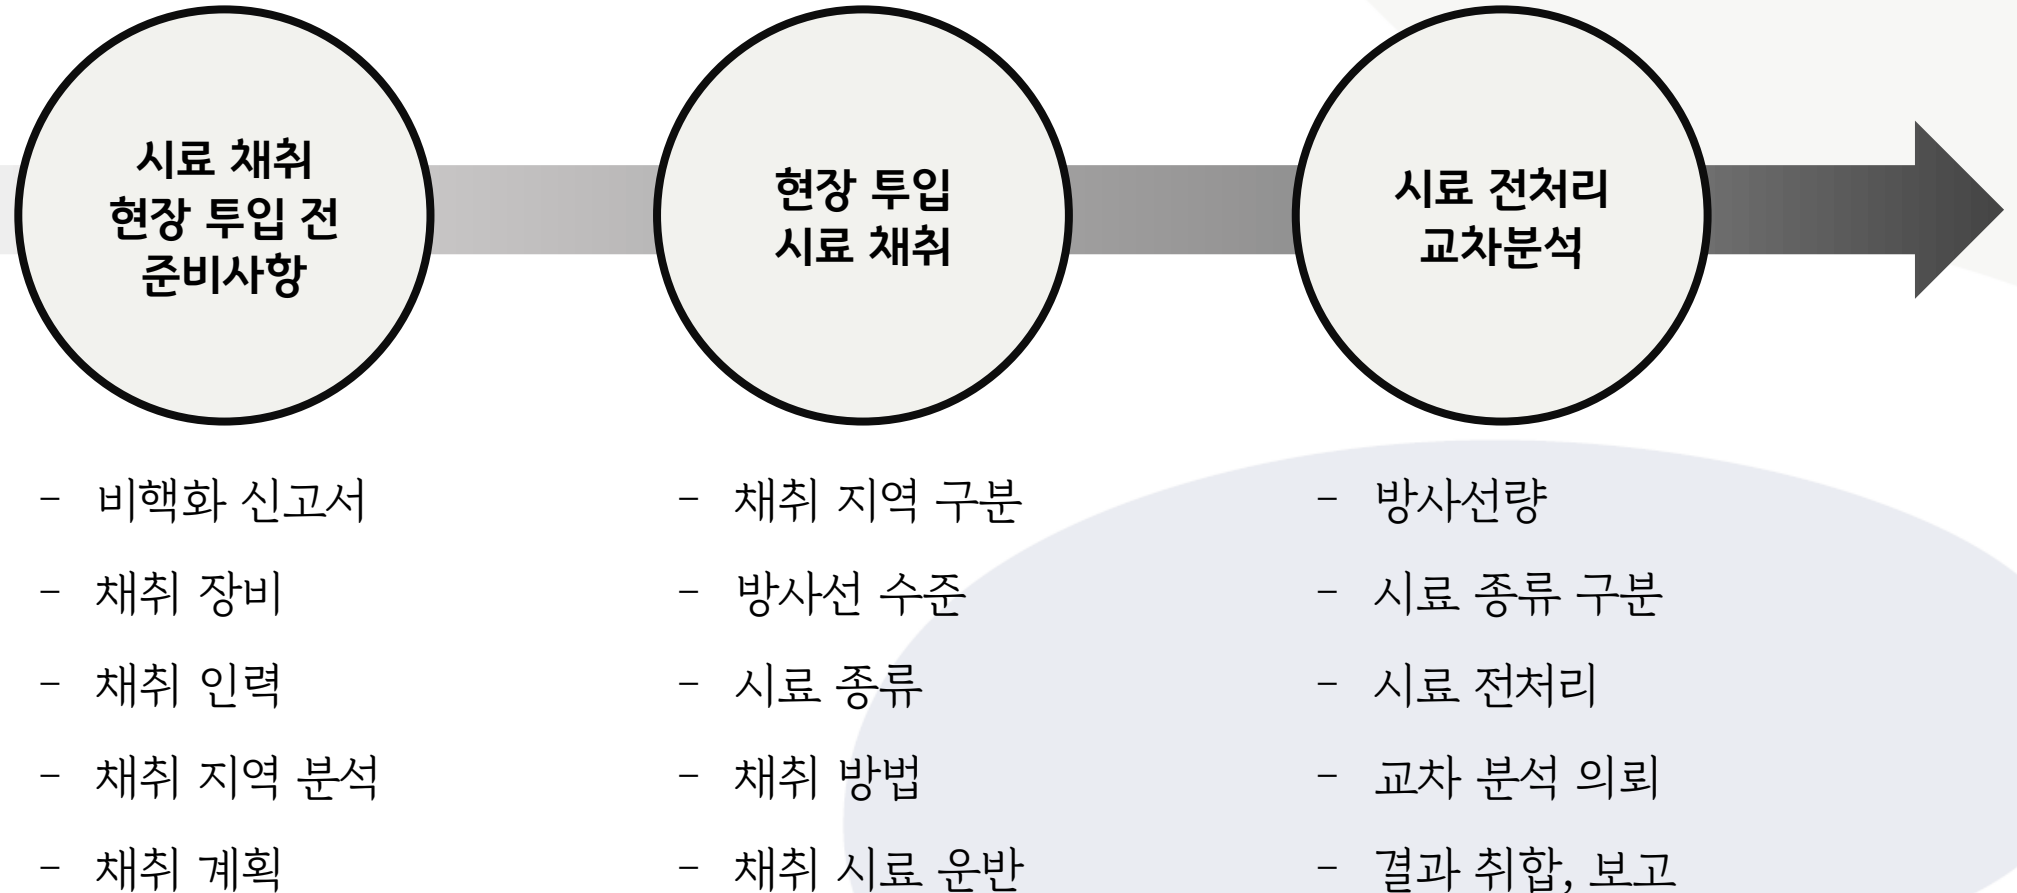 시료 채취
현장 투입 전
준비사항
현장 투입
시료 채취
시료 전처리
교차분석
- 비핵화 신고서
- 채취 장비
- 채취 인력
- 채취 지역 분석
- 채취 계획
- 채취 지역 구분
- 방사선 수준
- 시료 종류
- 채취 방법
- 채취 시료 운반
- 방사선량
- 시료 종류 구분
- 시료 전처리
- 교차 분석 의뢰
- 결과 취합, 보고